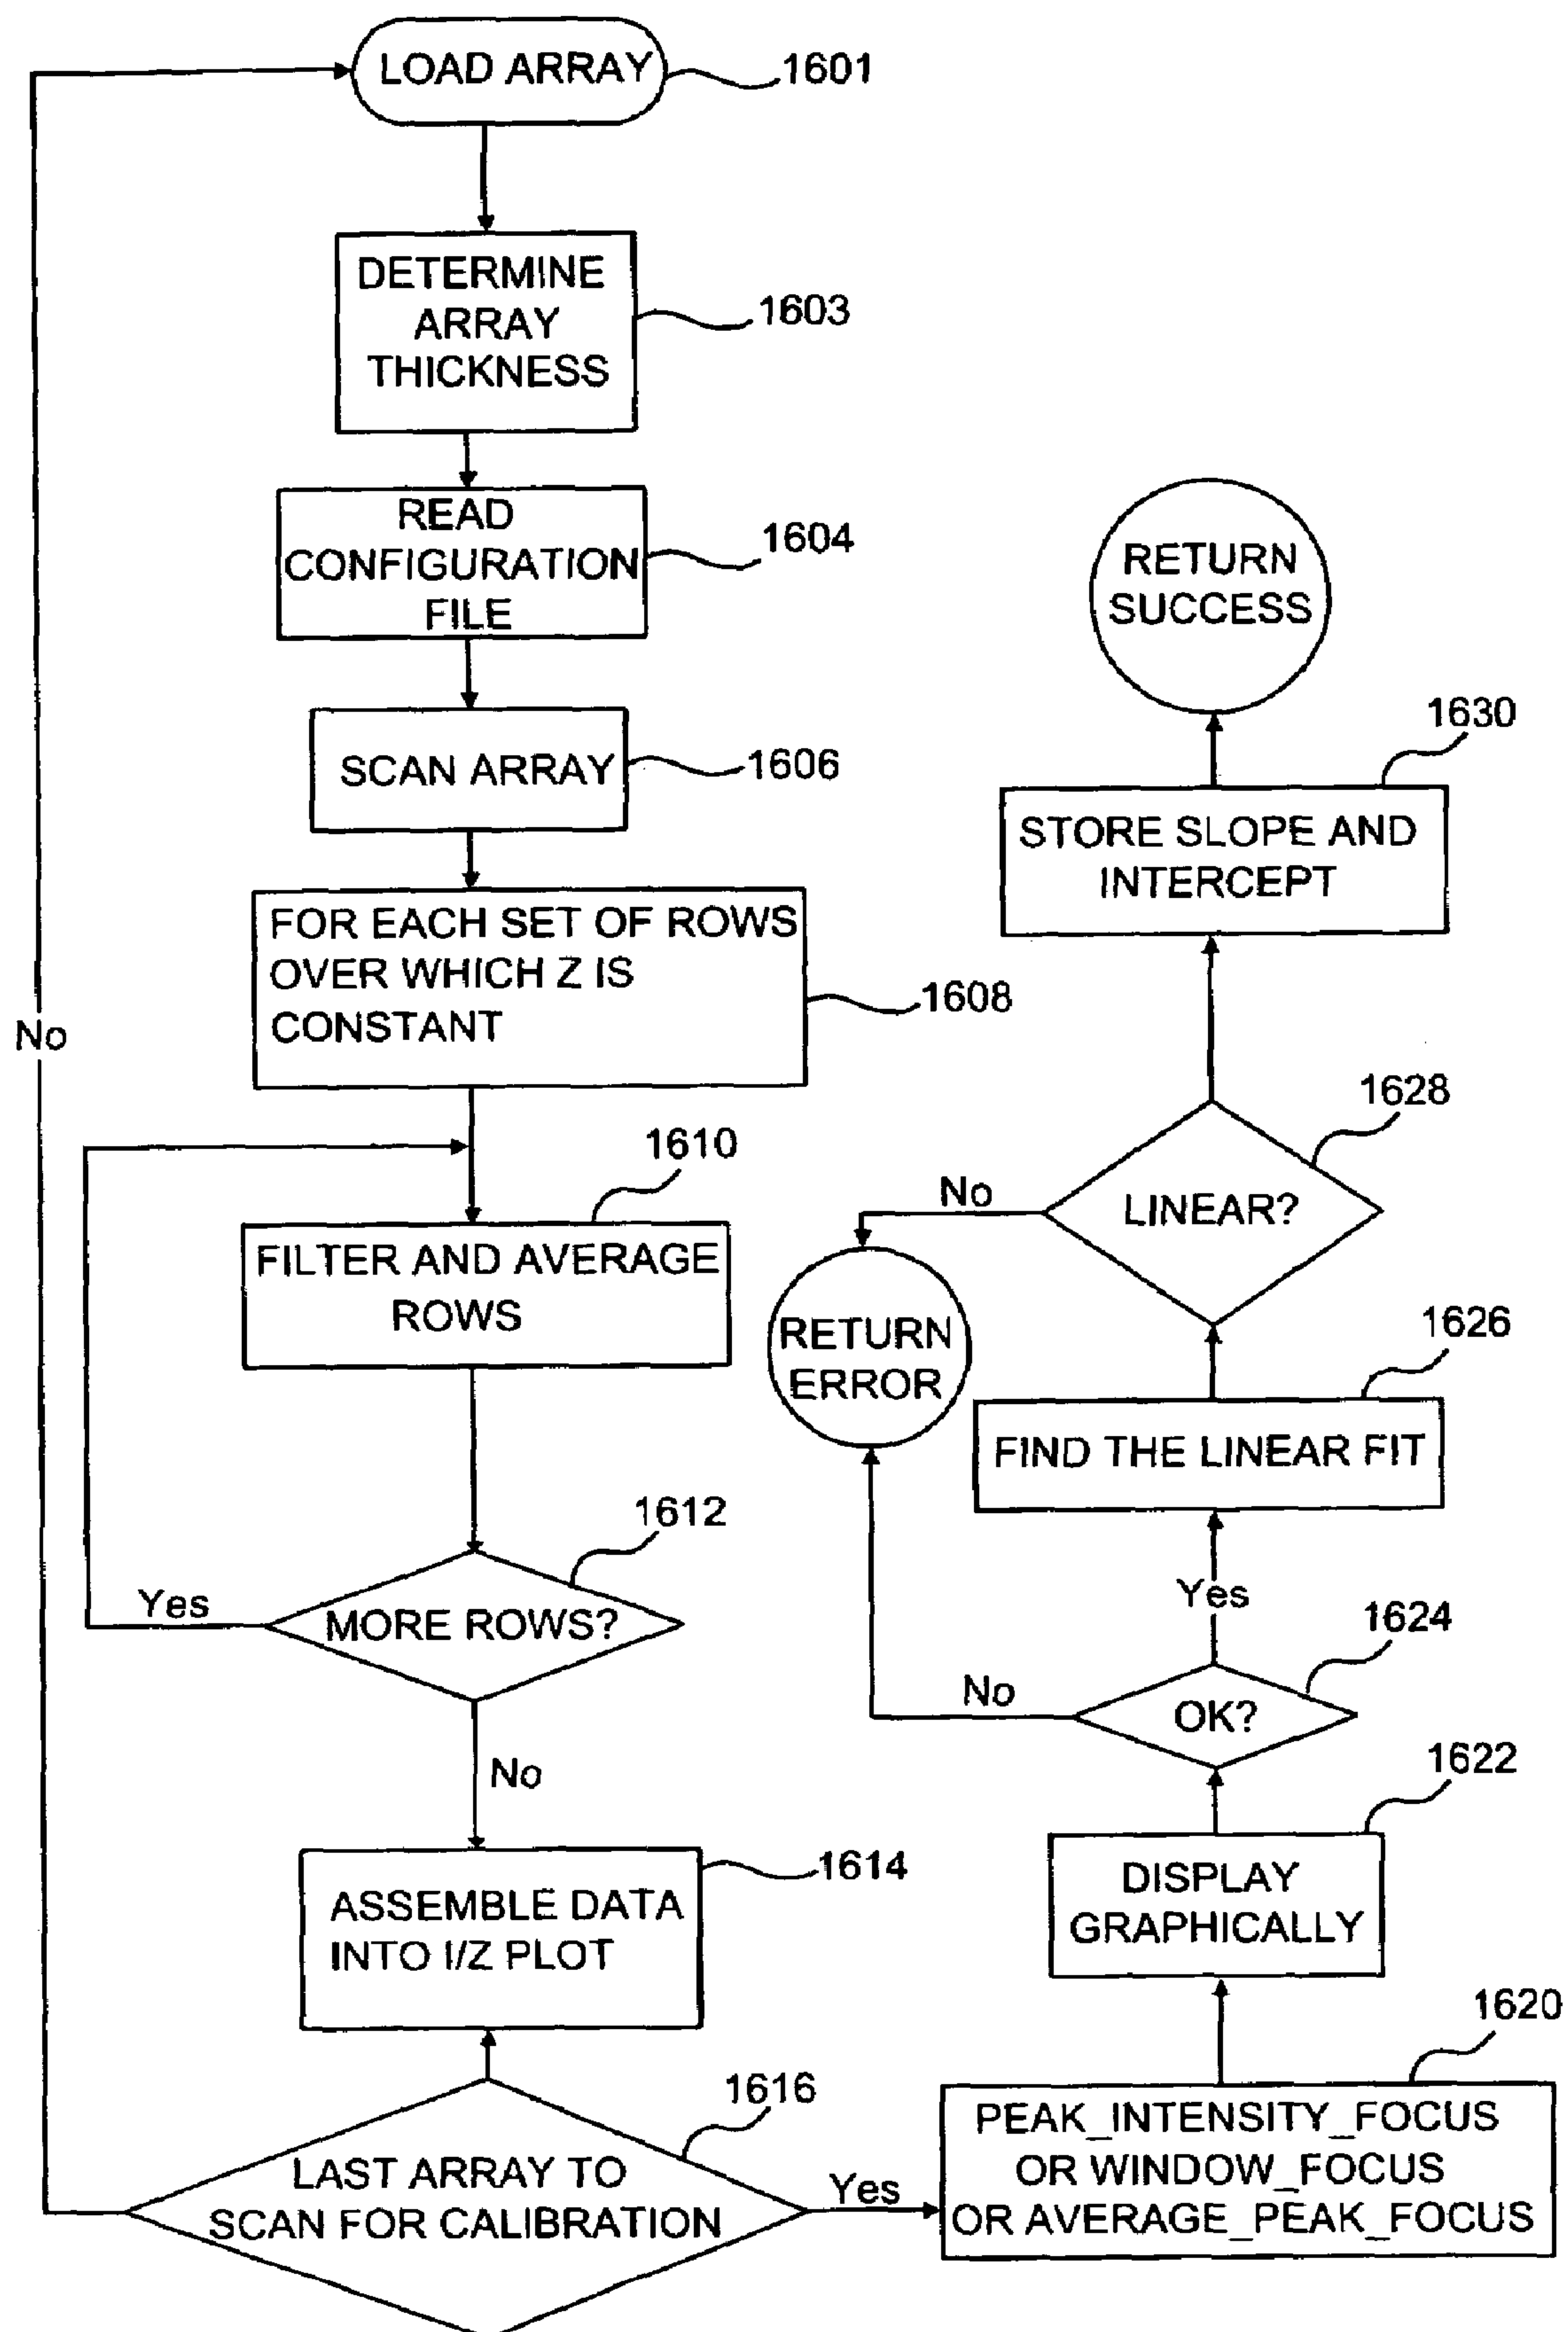 LOAD ARRAY
1601
DETERMINE
ARRAY
THICKNESS
1603
READ
CONFIGURATION
FILE
1604
SCAN ARRAY
1606
FOR EACH SET OF ROWS
OVER WHICH Z IS
CONSTANT
1608
No
1610
FILTER AND AVERAGE
ROWS
1612
MORE ROWS?
Yes
No
1614
ASSEMBLE DATA
INTO I/Z PLOT
1616
LAST ARRAY TO
SCAN FOR CALIBRATION
Yes
1620
PEAK_INTENSITY_FOCUS
OR WINDOW_FOCUS
OR AVERAGE_PEAK_FOCUS
1622
DISPLAY
GRAPHICALLY
1624
OK?
No
Yes
1626
FIND THE LINEAR FIT
1628
LINEAR?
No
RETURN
ERROR
1630
STORE SLOPE AND
INTERCEPT
RETURN
SUCCESS